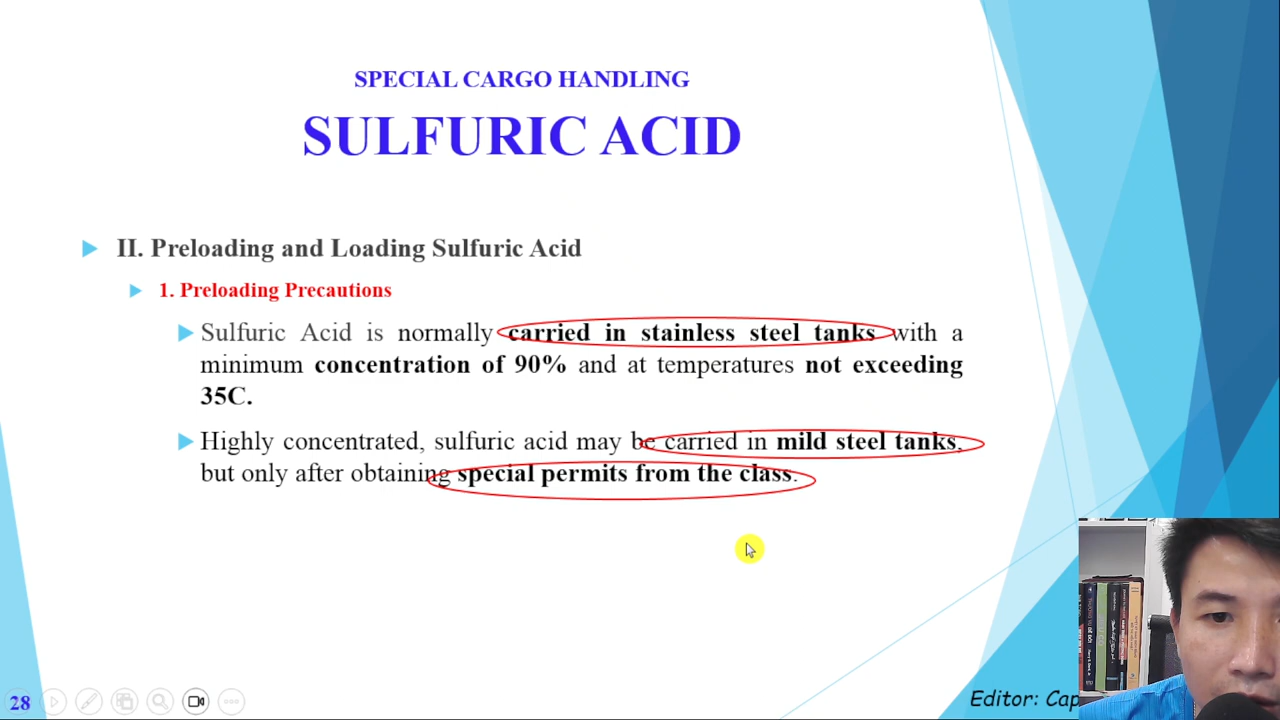 SPECIAL CARGO HANDLING
SULFURIC ACID
II. Preloading and Loading Sulfuric Acid
1. Preloading Precautions
Sulfuric Acid is normally carried in stainless steel tanks with a
minimum concentration of 90% and at temperatures not exceeding
35C.
Highly concentrated, sulfuric acid may be carried in mild steel tanks,
but only after obtaining special permits from the class.
28
Editor: Cap